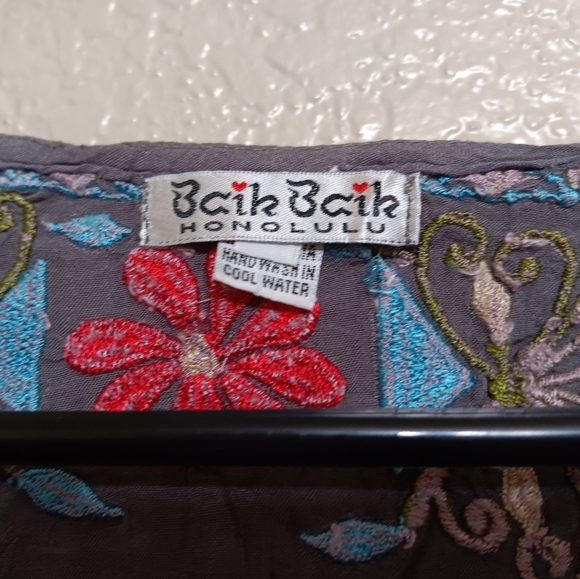 Baik Baik
HONOLULU
HAND WASH IN
COOL WATER